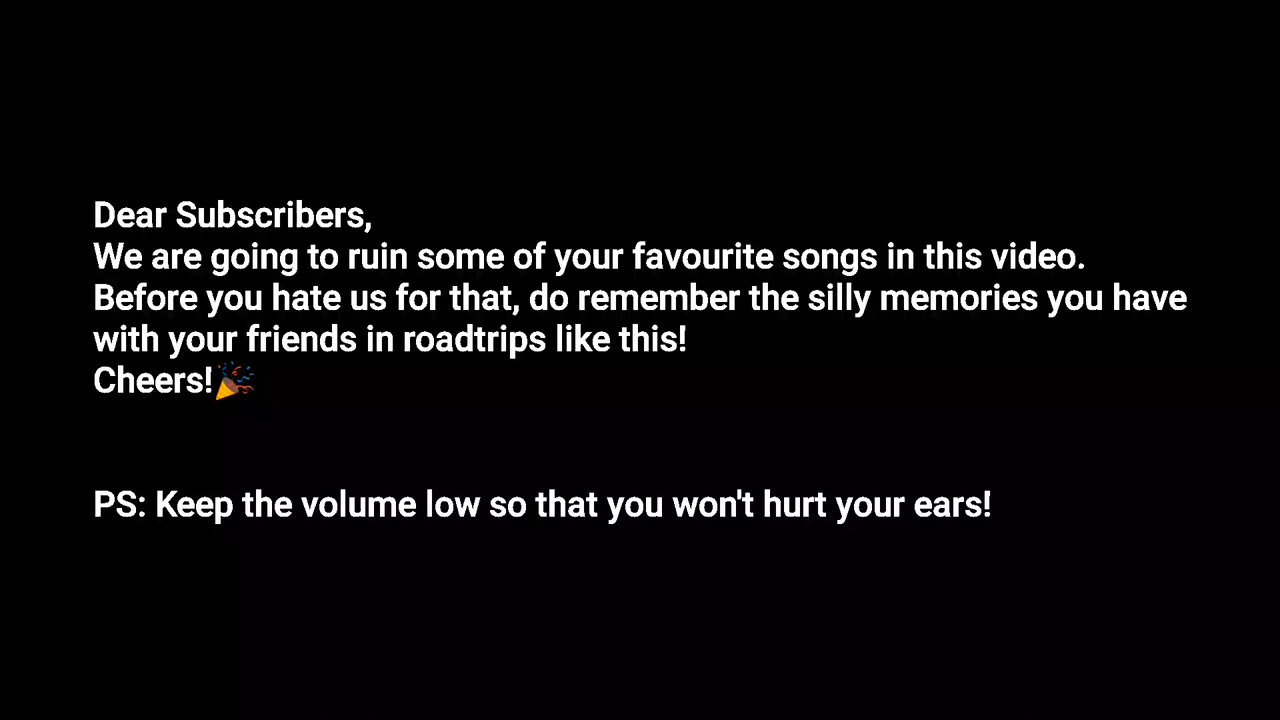 Dear Subscribers,
We are going to ruin some of your favourite songs in this video.
Before you hate us for that, do remember the silly memories you have
with your friends in roadtrips like this!
Cheers!🎉
PS: Keep the volume low so that you won't hurt your ears!